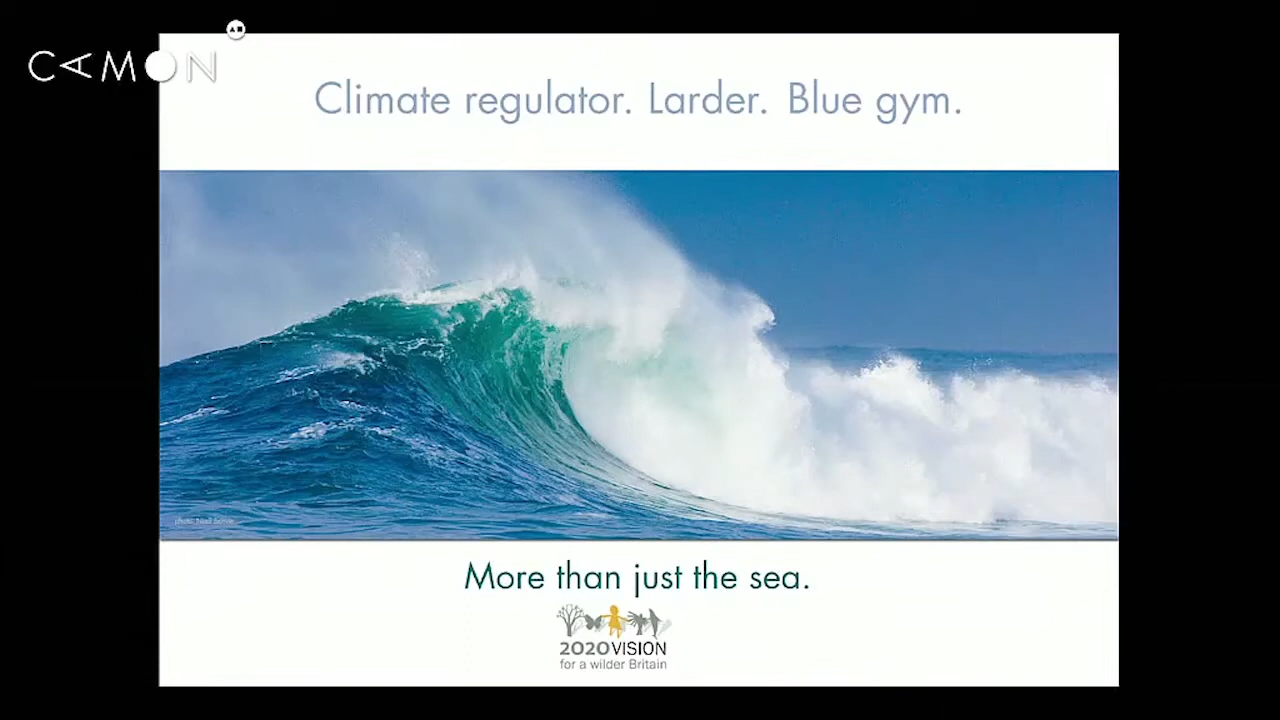 CAMON
Climate regulator. Larder. Blue gym.
More than just the sea.
2020VISION
for a wilder Britain